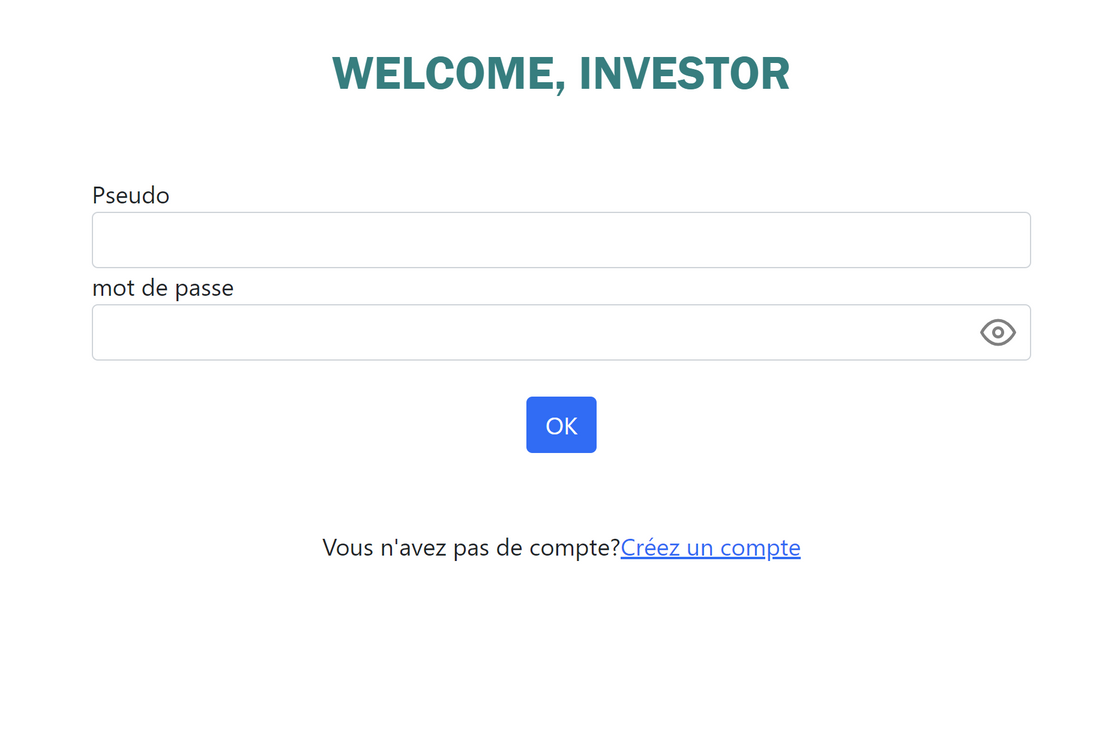 WELCOME, INVESTOR
Pseudo
mot de passe
OK
Vous n'avez pas de compte?Créez un compte